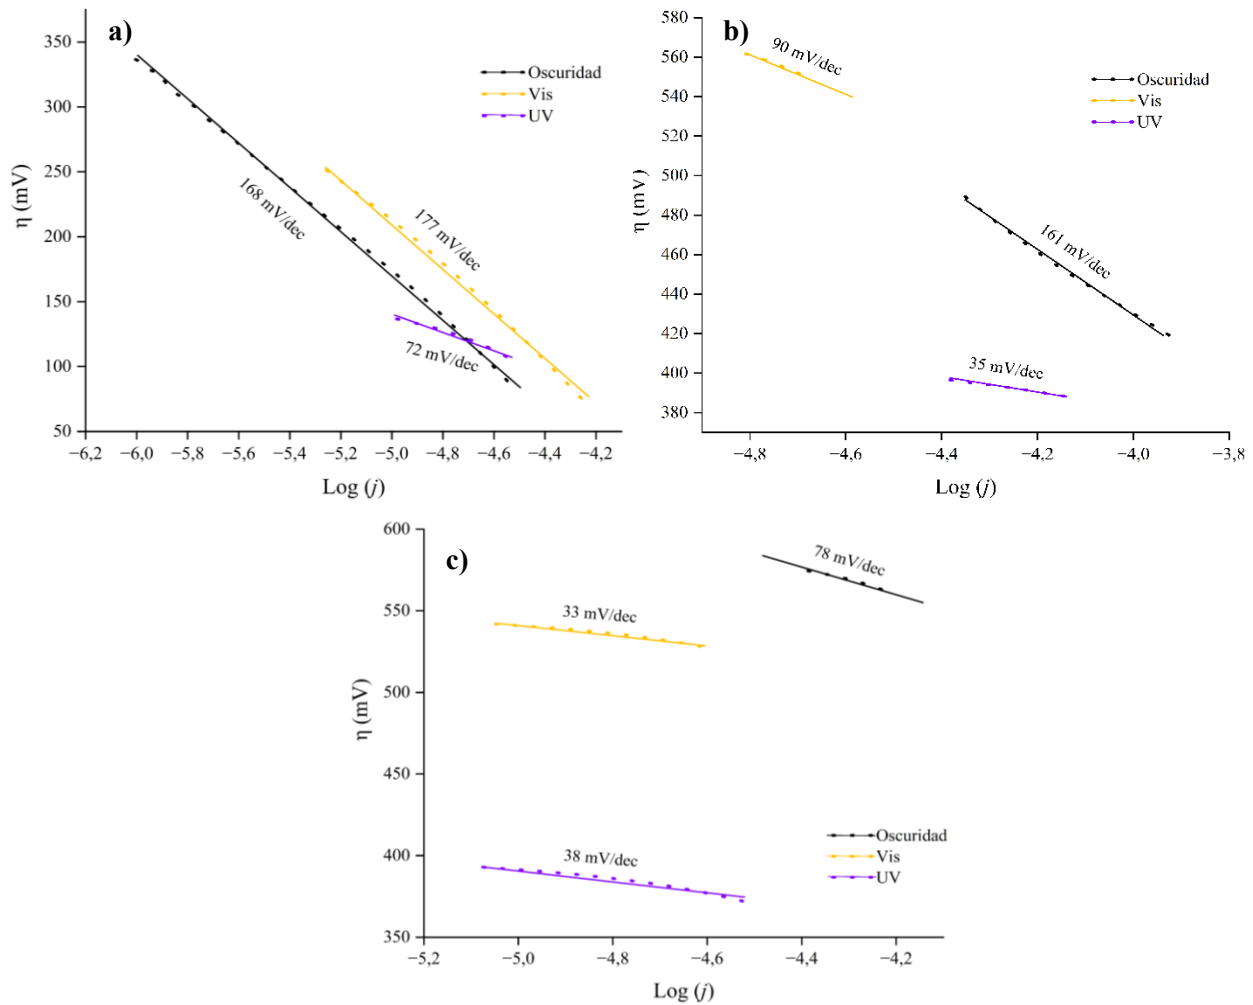 a)
350
300
250
200
150
100
50
η (mV)
Oscuridad
Vis
UV
168 mV/dec
177 mV/dec
72 mV/dec
−6,2 −6,0 −5,8 −5,6 −5,4 −5,2 −5,0 −4,8 −4,6 −4,4 −4,2
Log (j)
b)
580
560
540
520
500
480
460
440
420
400
380
η (mV)
90 mV/dec
Oscuridad
Vis
UV
161 mV/dec
35 mV/dec
−4,8 −4,6 −4,4 −4,2 −4,0 −3,8
Log (j)
c)
600
550
500
450
400
350
η (mV)
78 mV/dec
33 mV/dec
38 mV/dec
Oscuridad
Vis
UV
−5,2 −5,0 −4,8 −4,6 −4,4 −4,2
Log (j)